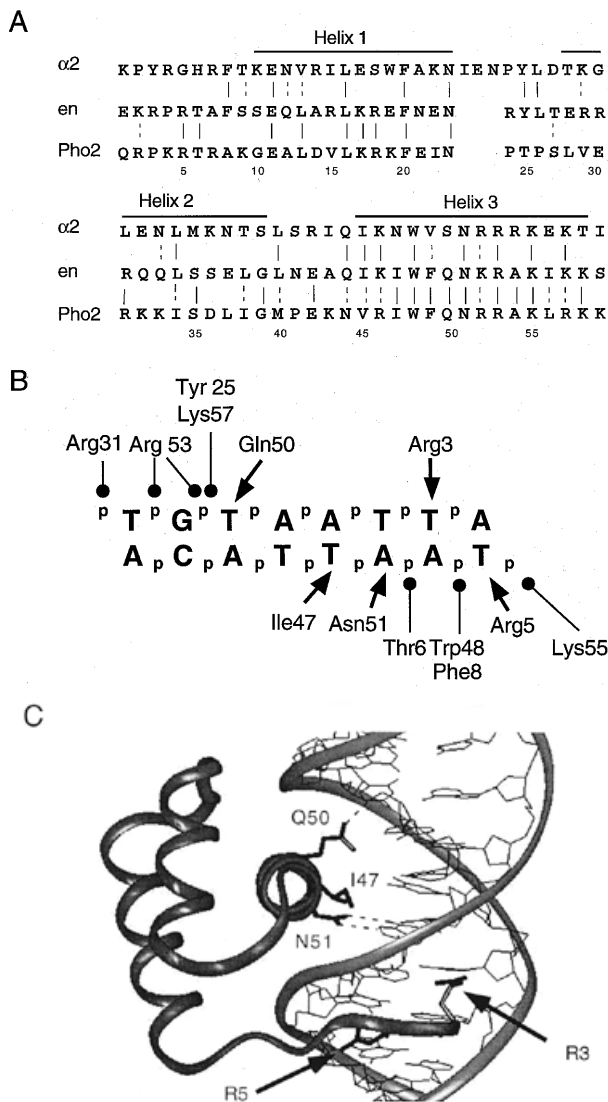 A
Helix 1
α2 KPYRGHRFTKENVRILESWFAKNIENPYLDTKG
en EKRPRTAFSSEQLARLKREFNEN RYLTERR
Pho2 QRPKRTRAKGEALDVLKRKFEIN PTPSLVE
5 10 15 20 25 30
Helix 2 Helix 3
α2 LENLMKNTSLSRIQIKNWVSNRRRKEKTI
en RQQLSSELGLNEAQIKIWFQNKRAKIKKS
Pho2 RKKISDLIGMPEKNVRIWFQNRRAKLRKK
35 40 45 50 55
B
Tyr 25
Lys57
Arg31 Arg 53 Gln50 Arg3
p T p G p T p A p A p T p T p A
A p C p A p T p T p A p A p T p
Ile47 Asn51 Thr6 Trp48 Arg5 Lys55
Phe8
C
Q50
I47
N51
R3
R5